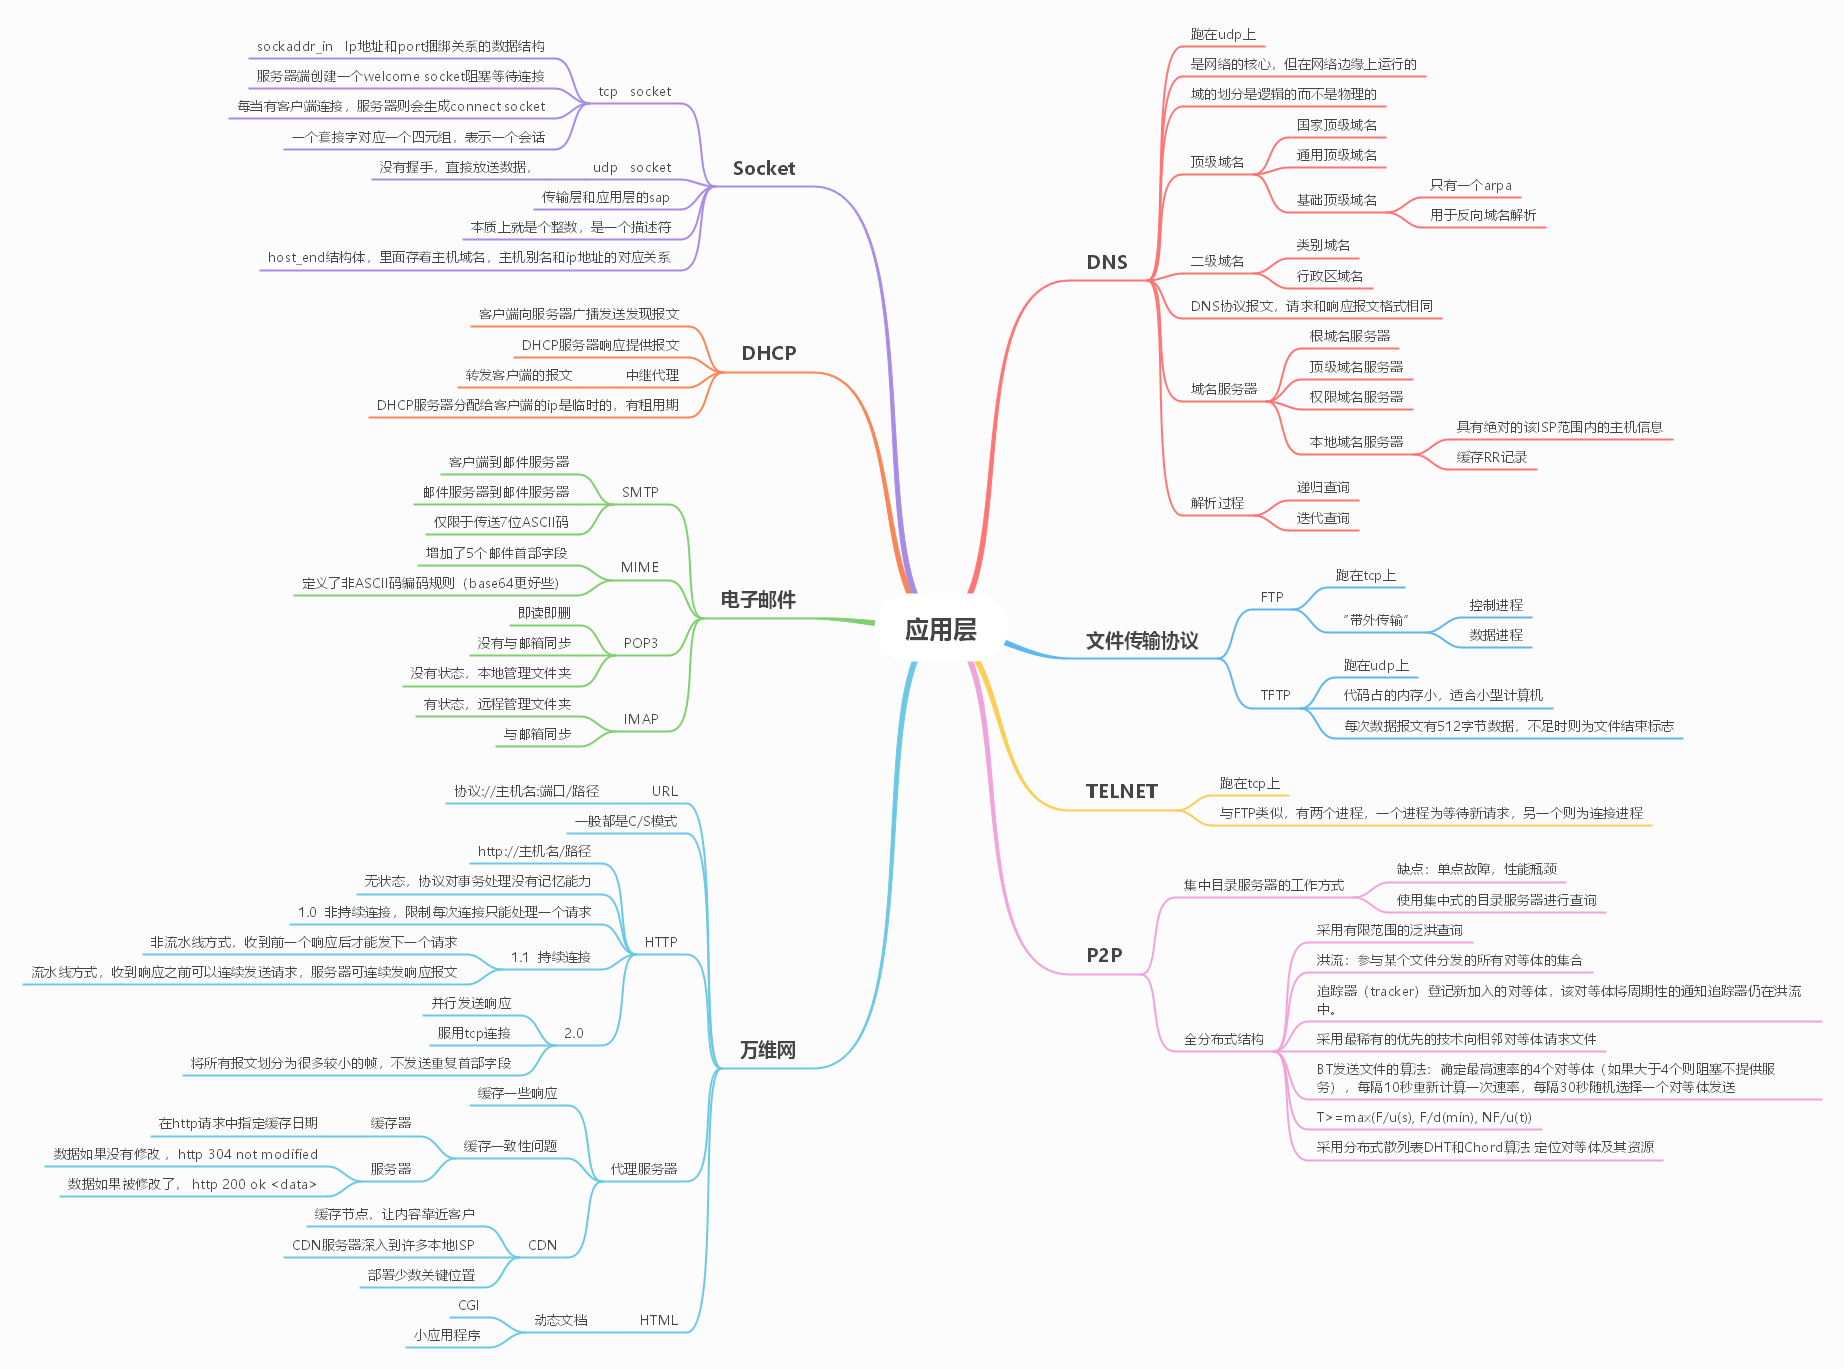 应用层
Socket
tcp socket
sockaddr_in Ip地址和port捆绑关系的数据结构
服务器端创建一个welcome socket阻塞等待连接
每当有客户端连接，服务器则会生成connect socket
一个套接字对应一个四元组，表示一个会话
udp socket
没有握手，直接放送数据，
传输层和应用层的sap
本质上就是个整数，是一个描述符
host_end结构体，里面存着主机域名，主机别名和ip地址的对应关系
DHCP
客户端向服务器广播发送发现报文
DHCP服务器响应提供报文
中继代理
转发客户端的报文
DHCP服务器分配给客户端的ip是临时的，有租用期
电子邮件
SMTP
客户端到邮件服务器
邮件服务器到邮件服务器
仅限于传送7位ASCII码
MIME
增加了5个邮件首部字段
定义了非ASCII码编码规则（base64更好些）
POP3
即读即删
没有与邮箱同步
没有状态，本地管理文件夹
IMAP
有状态，远程管理文件夹
与邮箱同步
万维网
URL
协议://主机名:端口/路径
一般都是C/S模式
HTTP
http://主机名/路径
无状态，协议对事务处理没有记忆能力
1.0 非持续连接，限制每次连接只能处理一个请求
1.1 持续连接
非流水线方式，收到前一个响应后才能发下一个请求
流水线方式，收到响应之前可以连续发送请求，服务器可连续发响应报文
2.0
并行发送响应
服用tcp连接
将所有报文划分为很多较小的帧，不发送重复首部字段
代理服务器
缓存一些响应
缓存一致性问题
缓存器
在http请求中指定缓存日期
服务器
数据如果没有修改 ，http 304 not modified
数据如果被修改了， http 200 ok <data>
CDN
缓存节点，让内容靠近客户
CDN服务器深入到许多本地ISP
部署少数关键位置
HTML
动态文档
CGI
小应用程序
DNS
跑在udp上
是网络的核心，但在网络边缘上运行的
域的划分是逻辑的而不是物理的
顶级域名
国家顶级域名
通用顶级域名
基础顶级域名
只有一个arpa
用于反向域名解析
二级域名
类别域名
行政区域名
DNS协议报文，请求和响应报文格式相同
域名服务器
根域名服务器
顶级域名服务器
权限域名服务器
本地域名服务器
具有绝对的该ISP范围内的主机信息
缓存RR记录
解析过程
递归查询
迭代查询
文件传输协议
FTP
跑在tcp上
“带外传输”
控制进程
数据进程
TFTP
跑在udp上
代码占的内存小，适合小型计算机
每次数据报文有512字节数据，不足时则为文件结束标志
TELNET
跑在tcp上
与FTP类似，有两个进程，一个进程为等待新请求，另一个则为连接进程
P2P
集中目录服务器的工作方式
缺点：单点故障，性能瓶颈
使用集中式的目录服务器进行查询
全分布式结构
采用有限范围的泛洪查询
洪流：参与某个文件分发的所有对等体的集合
追踪器（tracker）登记新加入的对等体，该对等体将周期性的通知追踪器仍在洪流
中。
采用最稀有的优先的技术向相邻对等体请求文件
BT发送文件的算法：确定最高速率的4个对等体（如果大于4个则阻塞不提供服
务），每隔10秒重新计算一次速率，每隔30秒随机选择一个对等体发送
T>=max(F/u(s), F/d(min), NF/u(t))
采用分布式散列表DHT和Chord算法 定位对等体及其资源